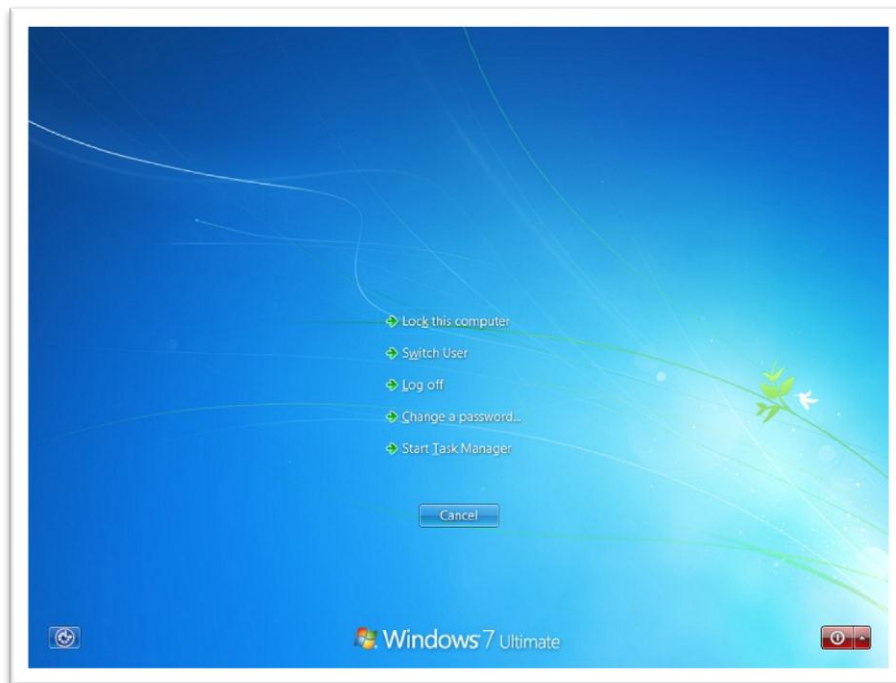 Lock this computer
Switch User
Log off
Change a password...
Start Task Manager
Cancel
Windows 7 Ultimate